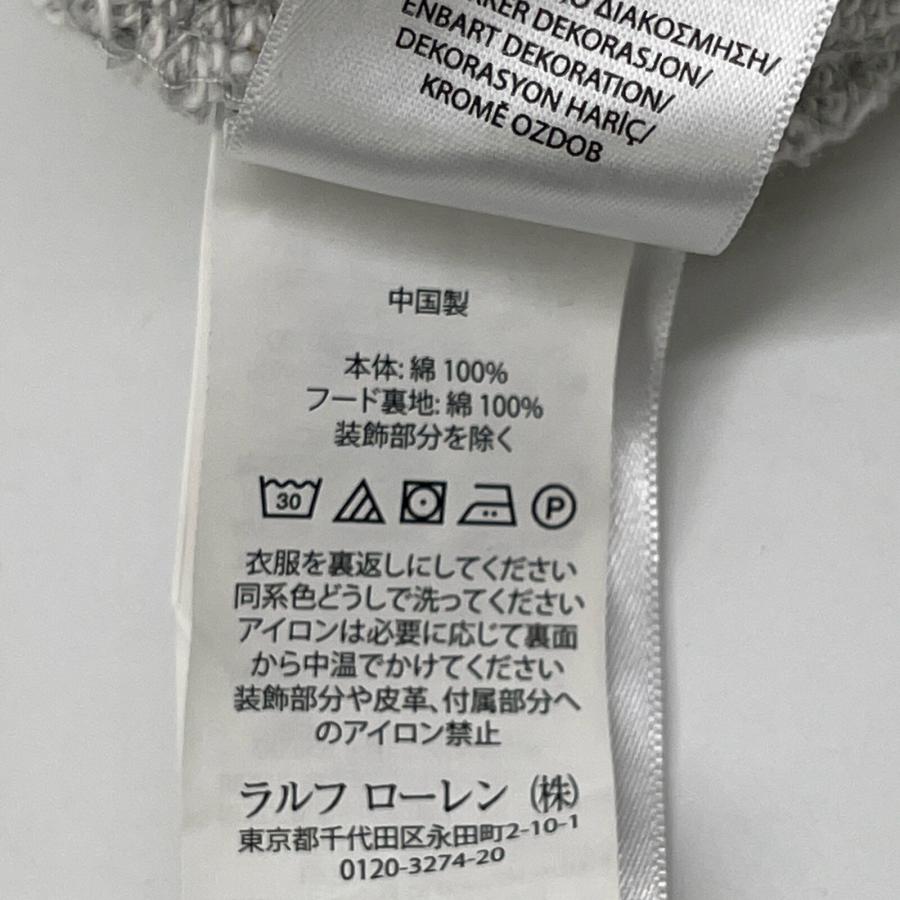 ΔΙΑΚΟΣΜΗΣΗ/
DEKORASJON/
ENBART DEKORATION/
DEKORASYON HARİÇ/
KROMĚ OZDOB
中国製
本体: 綿 100%
フード裏地: 綿 100%
装飾部分を除く
30 P
衣服を裏返しにしてください
同系色どうしで洗ってください
アイロンは必要に応じて裏面
から中温でかけてください
装飾部分や皮革、付属部分へ
のアイロン禁止
ラルフ ローレン (株)
東京都千代田区永田町2-10-1
0120-3274-20